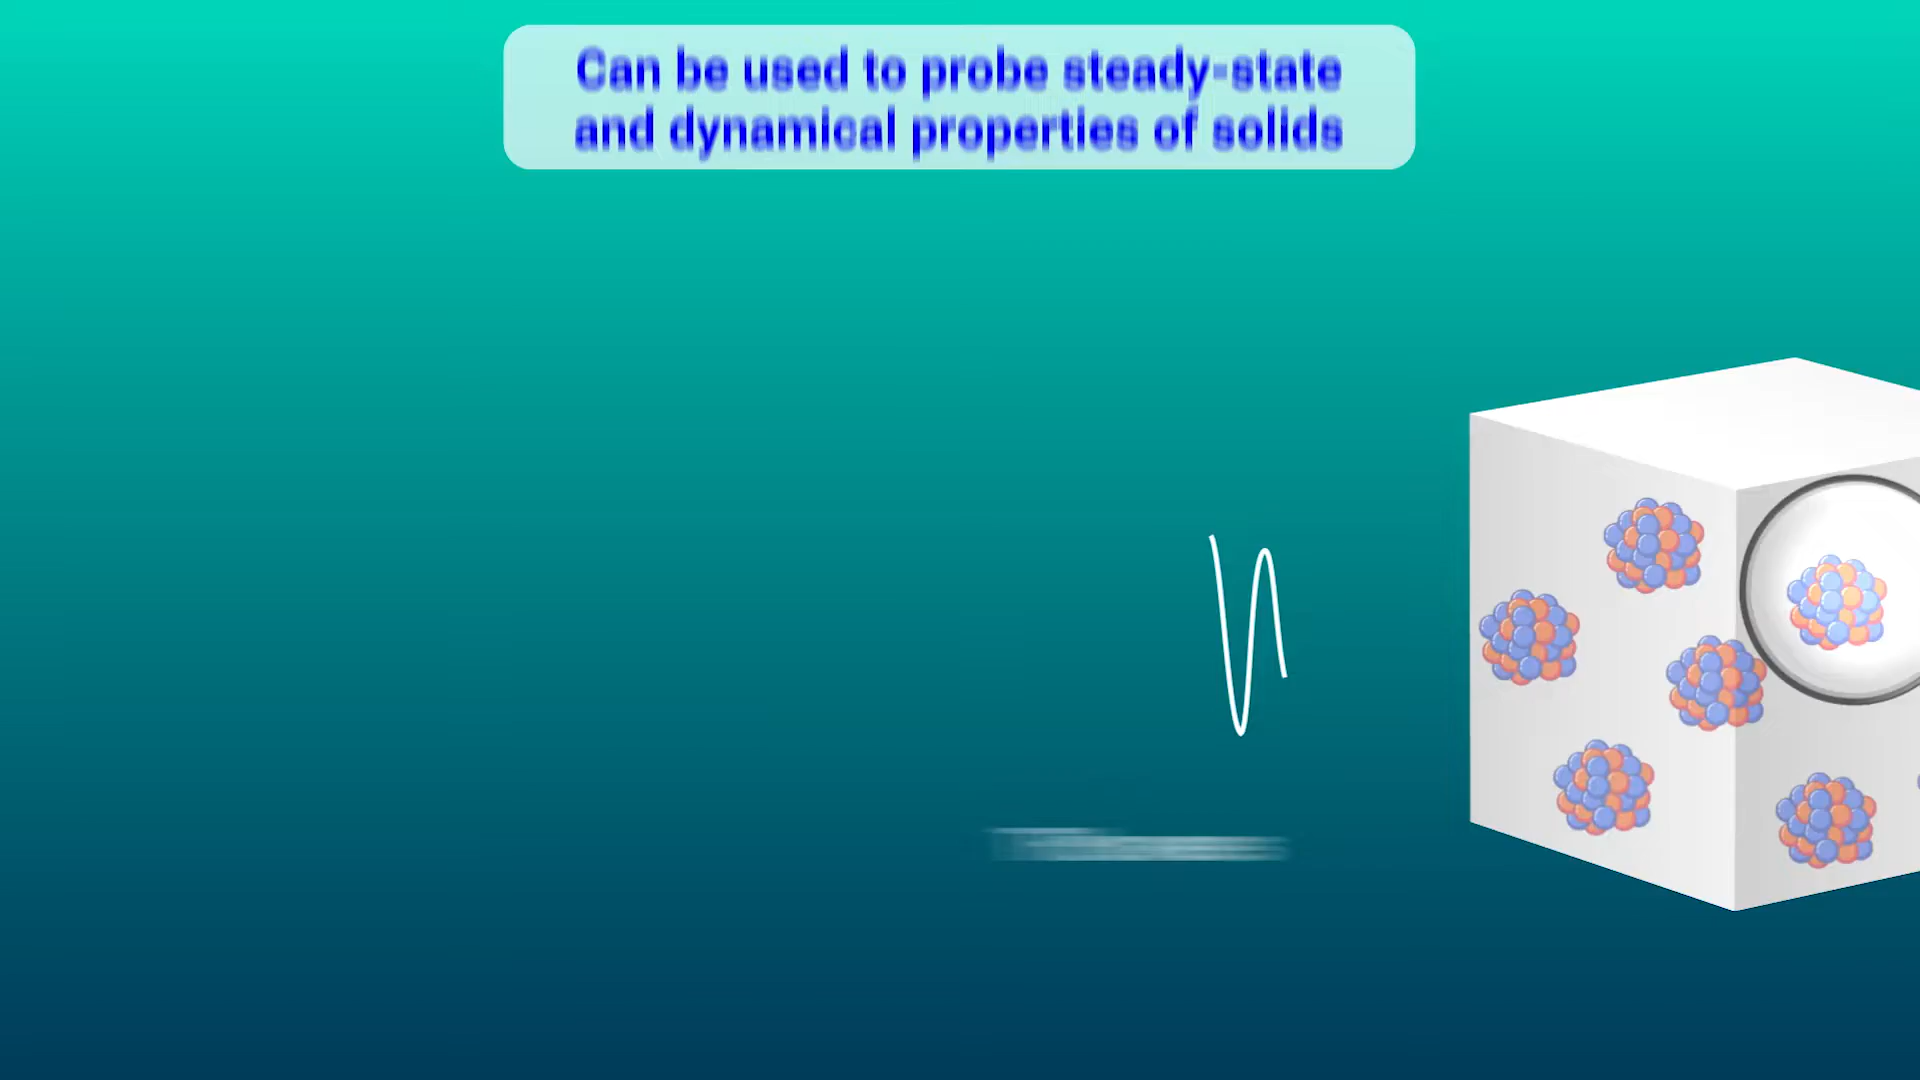 Can be used to probe steady-state
and dynamical properties of solids